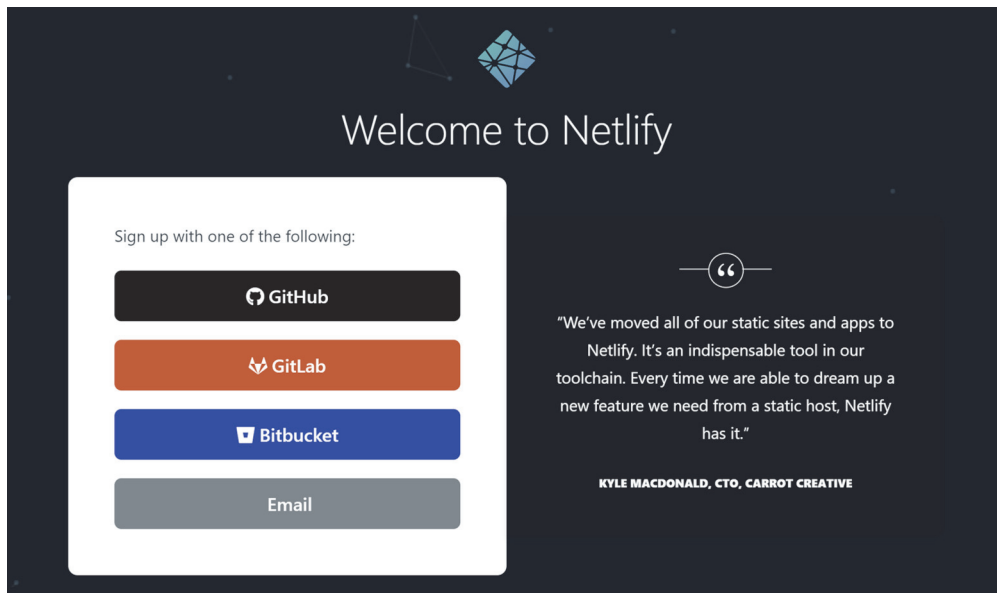 Welcome to Netlify
Sign up with one of the following:
GitHub
GitLab
Bitbucket
Email
“We’ve moved all of our static sites and apps to
Netlify. It’s an indispensable tool in our
toolchain. Every time we are able to dream up a
new feature we need from a static host, Netlify
has it.”
KYLE MACDONALD, CTO, CARROT CREATIVE